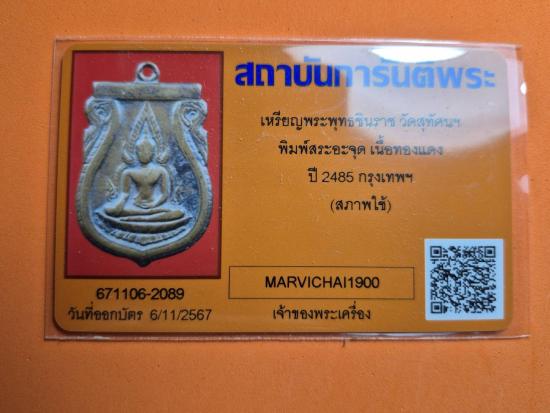 สถาบันการันตีพระ
เหรียญพระพุทธชินราช วัดสุทัศนฯ
พิมพ์สระอะจุด เนื้อทองแดง
ปี 2485 กรุงเทพฯ
(สภาพใช้)
MARVICHAI1900
671106-2089
วันที่ออกบัตร 6/11/2567
เจ้าของพระเครื่อง